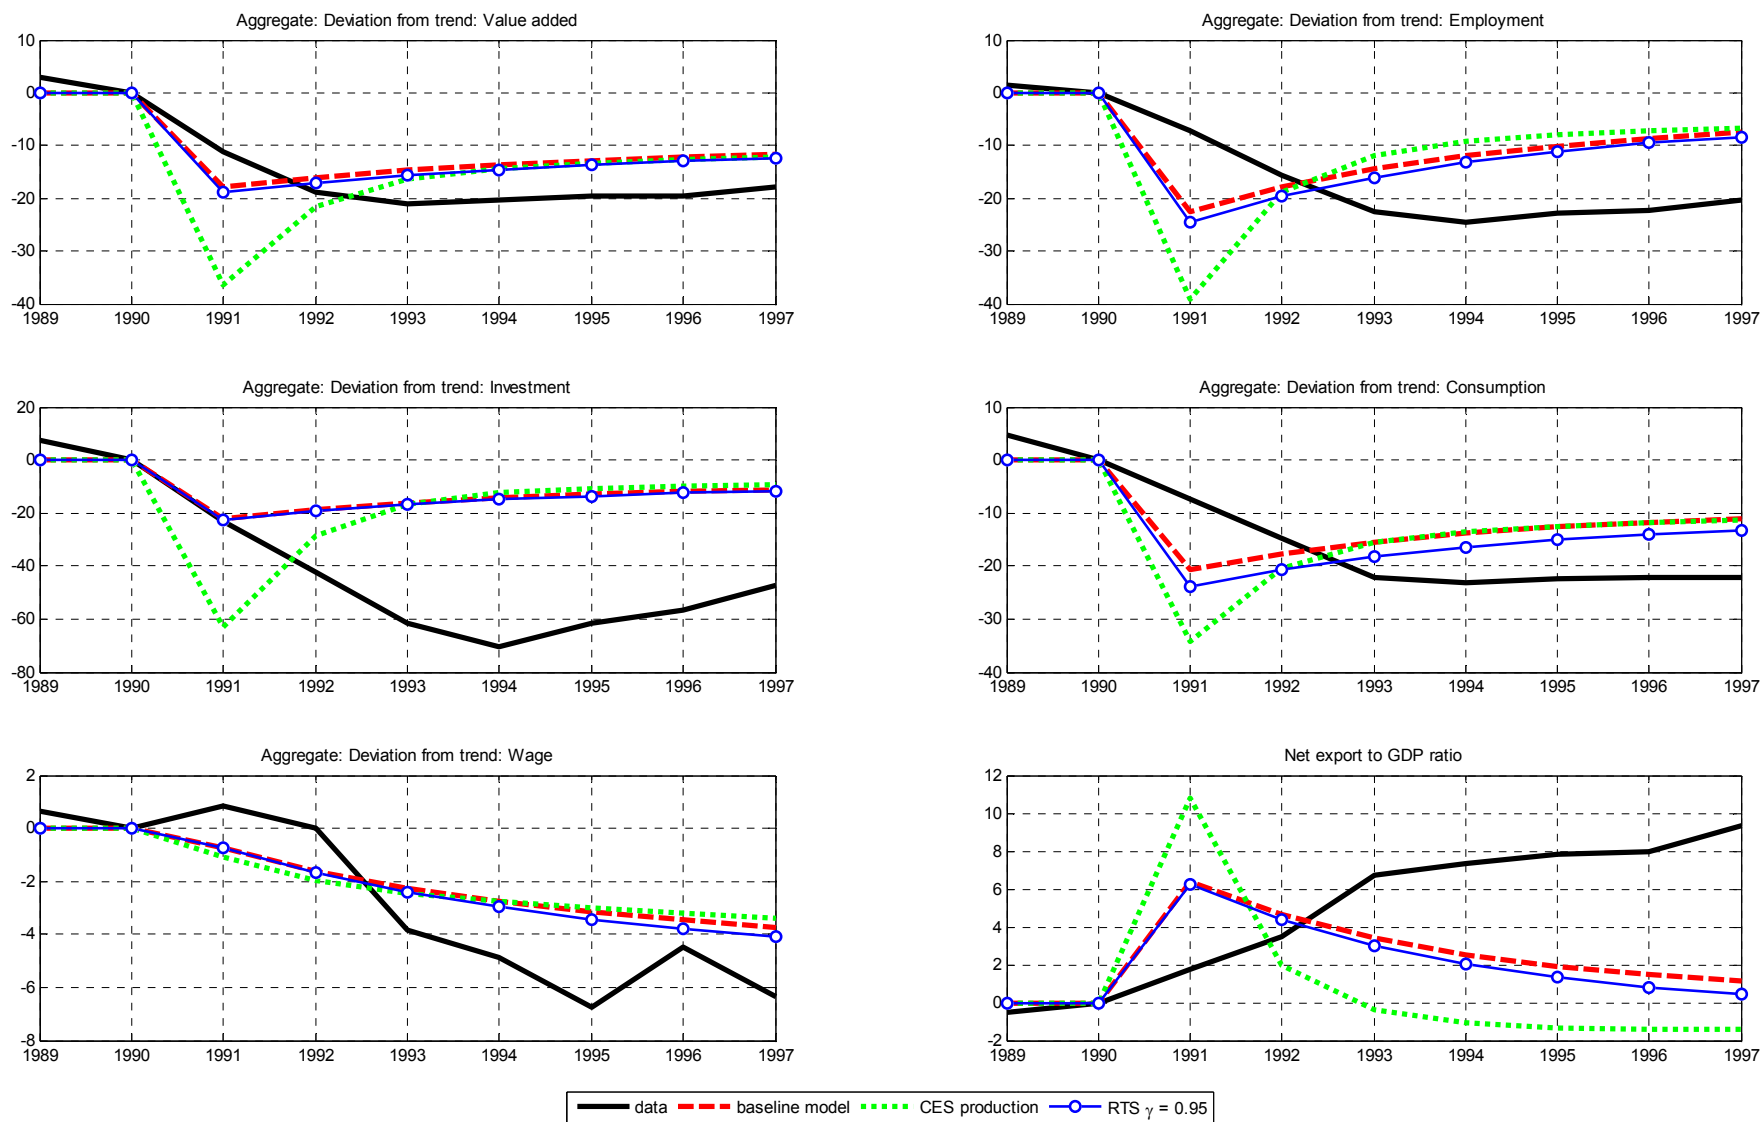 Aggregate: Deviation from trend: Value added
10
0
-10
-20
-30
-40
1989 1990 1991 1992 1993 1994 1995 1996 1997
Aggregate: Deviation from trend: Employment
10
0
-10
-20
-30
-40
1989 1990 1991 1992 1993 1994 1995 1996 1997
Aggregate: Deviation from trend: Investment
20
0
-20
-40
-60
-80
1989 1990 1991 1992 1993 1994 1995 1996 1997
Aggregate: Deviation from trend: Consumption
10
0
-10
-20
-30
-40
1989 1990 1991 1992 1993 1994 1995 1996 1997
Aggregate: Deviation from trend: Wage
2
0
-2
-4
-6
-8
1989 1990 1991 1992 1993 1994 1995 1996 1997
Net export to GDP ratio
12
10
8
6
4
2
0
-2
1989 1990 1991 1992 1993 1994 1995 1996 1997
data baseline model CES production RTS γ = 0.95